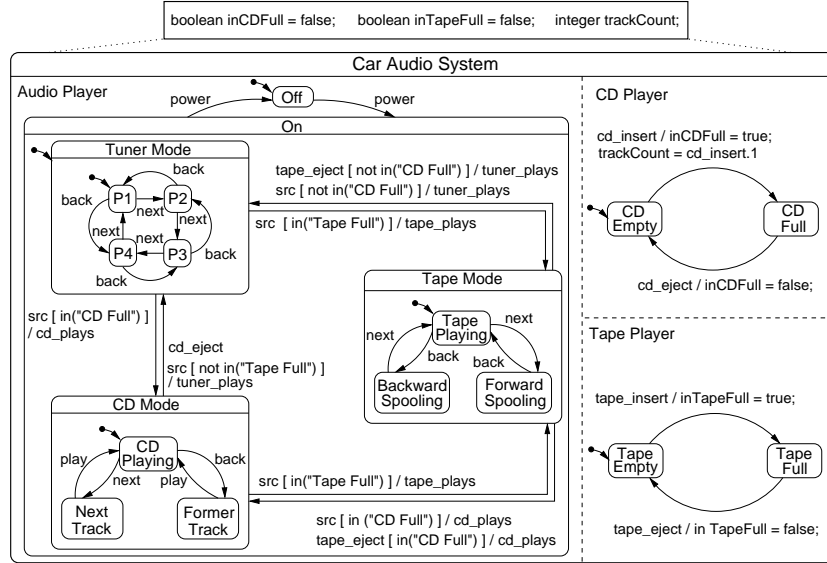 boolean inCDFull = false; boolean inTapeFull = false; integer trackCount;
Car Audio System
Audio Player
Off
power
power
On
Tuner Mode
back
P1
P2
back
next
next
next
next
P4
P3
back
back
tape_eject [ not in("CD Full") ] / tuner_plays
src [ not in("CD Full") ] / tuner_plays
src [ in("Tape Full") ] / tape_plays
src [ in("CD Full") ]
/ cd_plays
cd_eject
src [ not in("Tape Full") ]
/ tuner_plays
Tape Mode
Tape
Playing
next
next
back
back
Backward
Spooling
Forward
Spooling
CD Mode
CD
Playing
play
back
next
play
Next
Track
Former
Track
src [ in("Tape Full") ] / tape_plays
src [ in ("CD Full") ] / cd_plays
tape_eject [ in("CD Full") ] / cd_plays
CD Player
cd_insert / inCDFull = true;
trackCount = cd_insert.1
CD
Empty
CD
Full
cd_eject / inCDFull = false;
Tape Player
tape_insert / inTapeFull = true;
Tape
Empty
Tape
Full
tape_eject / in TapeFull = false;